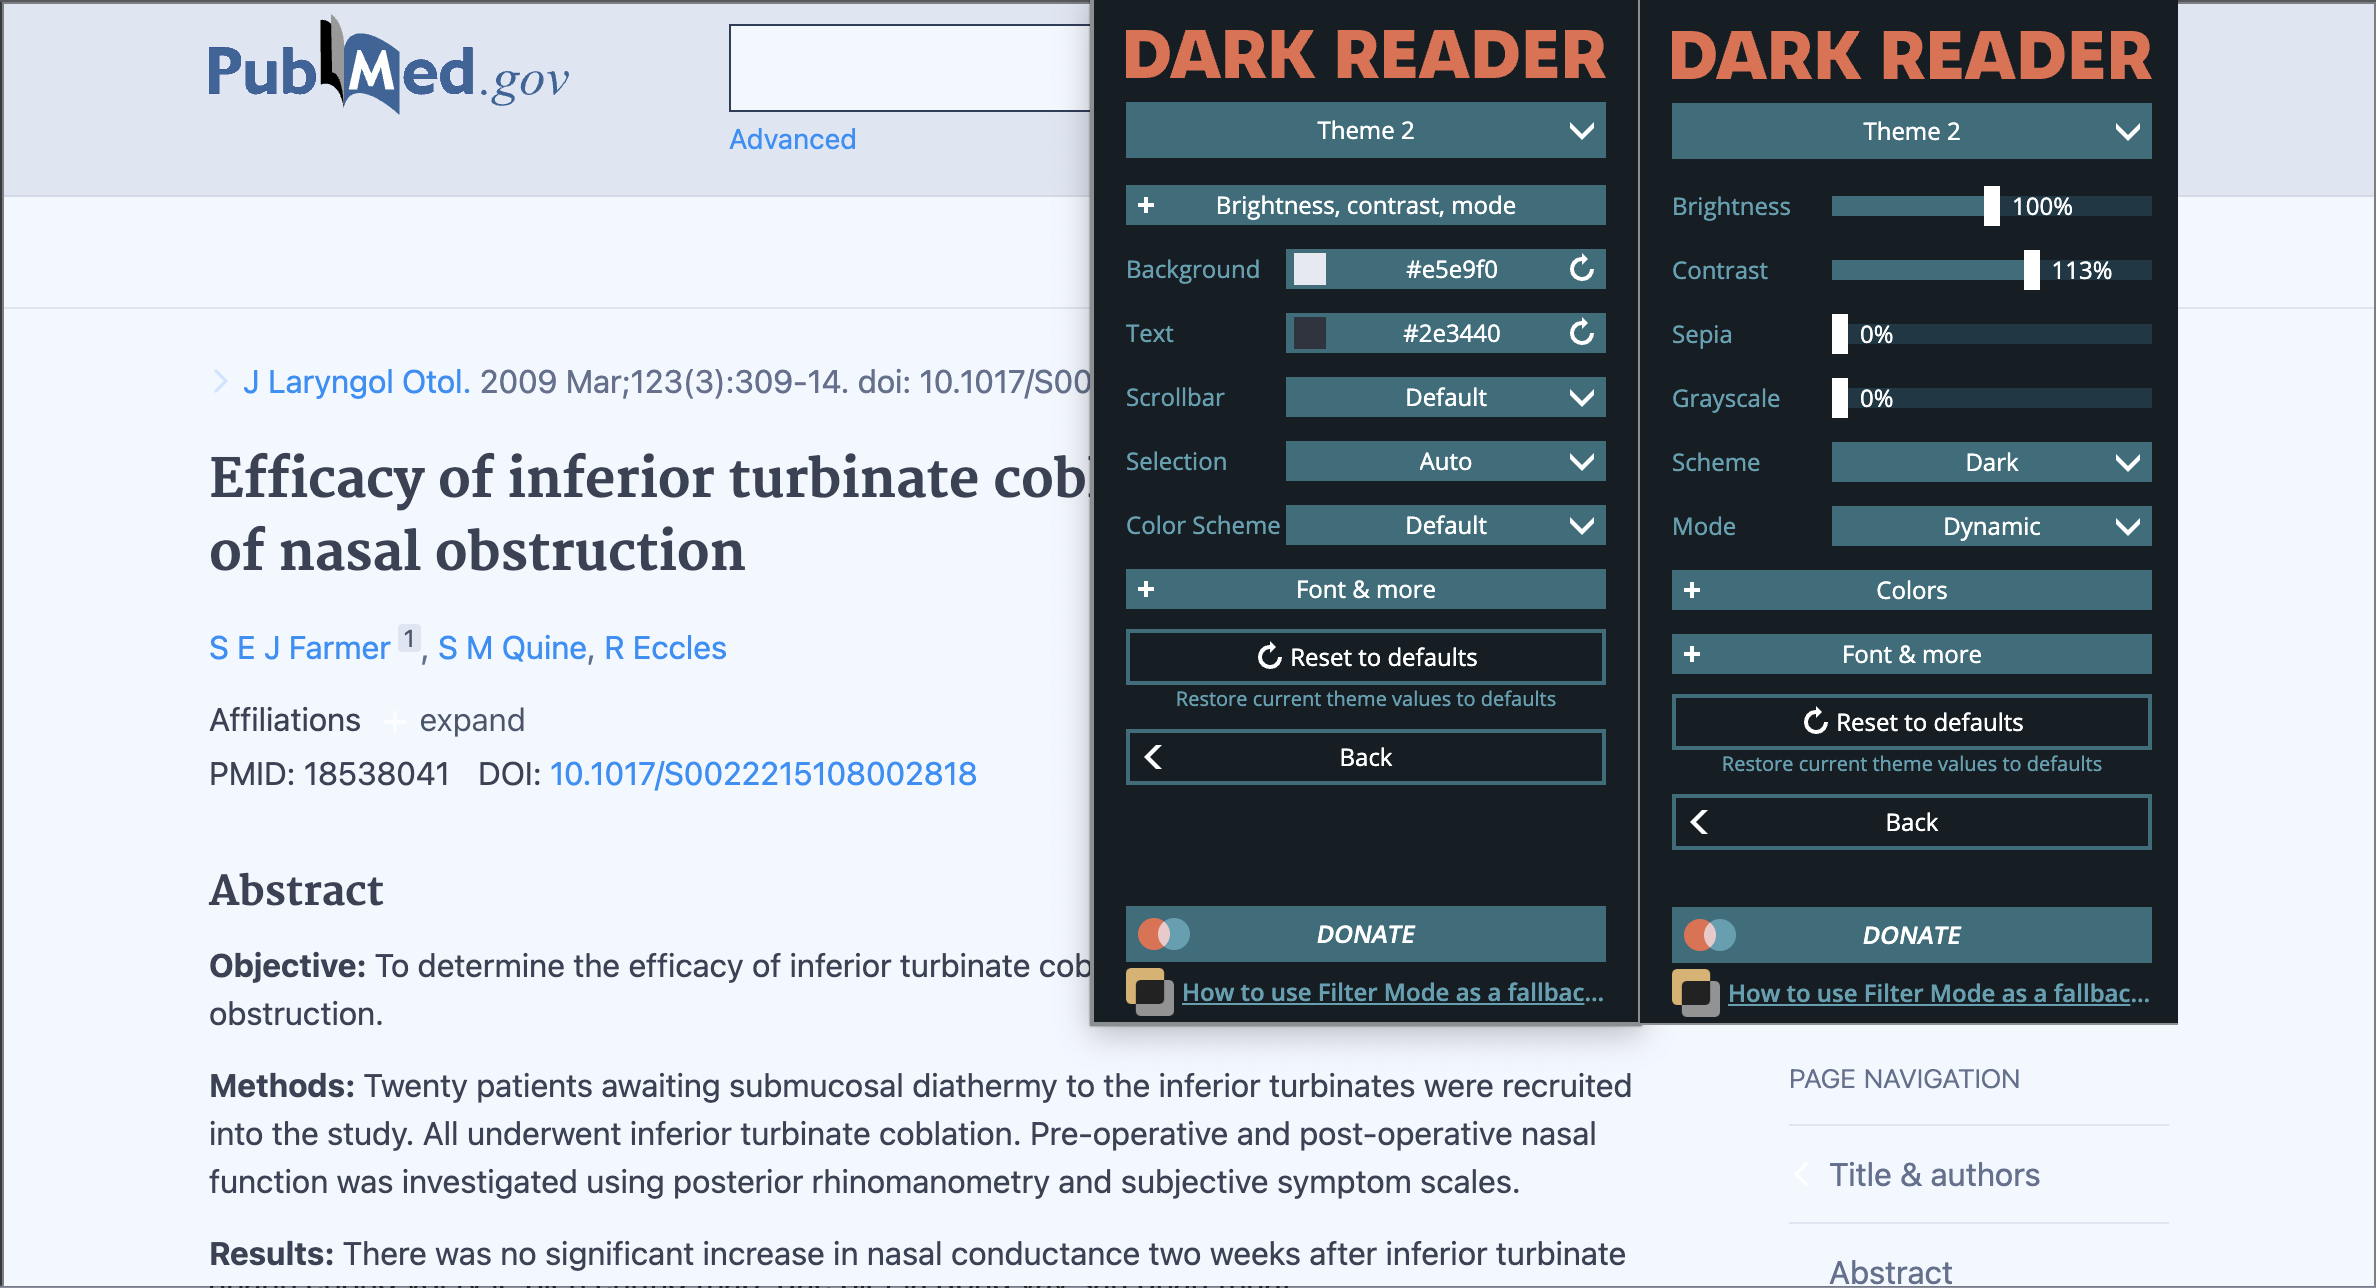 PubMed.gov
Advanced
J Laryngol Otol. 2009 Mar;123(3):309-14. doi: 10.1017/S00
Efficacy of inferior turbinate cob
of nasal obstruction
S E J Farmer 1, S M Quine, R Eccles
Affiliations + expand
PMID: 18538041 DOI: 10.1017/S0022215108002818
Abstract
Objective: To determine the efficacy of inferior turbinate cob
obstruction.
Methods: Twenty patients awaiting submucosal diathermy to the inferior turbinates were recruited
into the study. All underwent inferior turbinate coblation. Pre-operative and post-operative nasal
function was investigated using posterior rhinomanometry and subjective symptom scales.
Results: There was no significant increase in nasal conductance two weeks after inferior turbinate
DARK READER
Theme 2
+ Brightness, contrast, mode
Background #e5e9f0
Text #2e3440
Scrollbar Default
Selection Auto
Color Scheme Default
+ Font & more
Reset to defaults
Restore current theme values to defaults
Back
DONATE
How to use Filter Mode as a fallbac...
DARK READER
Theme 2
Brightness 100%
Contrast 113%
Sepia 0%
Grayscale 0%
Scheme Dark
Mode Dynamic
+ Colors
+ Font & more
Reset to defaults
Restore current theme values to defaults
Back
DONATE
How to use Filter Mode as a fallbac...
PAGE NAVIGATION
Title & authors
Abstract